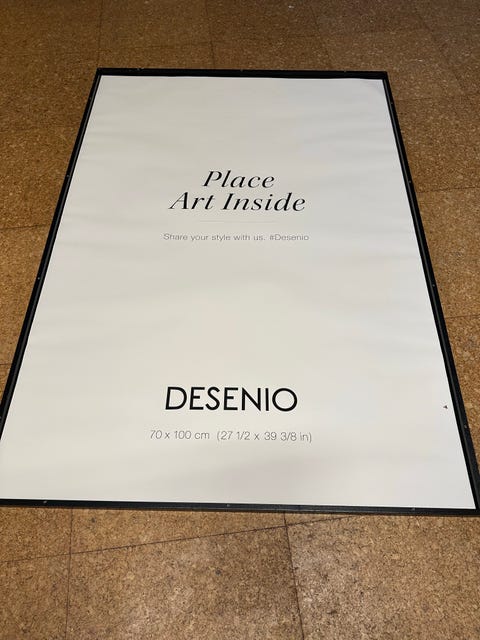 Place
Art Inside
Share your style with us. #Desenio
DESENIO
70 x 100 cm (27 1/2 x 39 3/8 in)